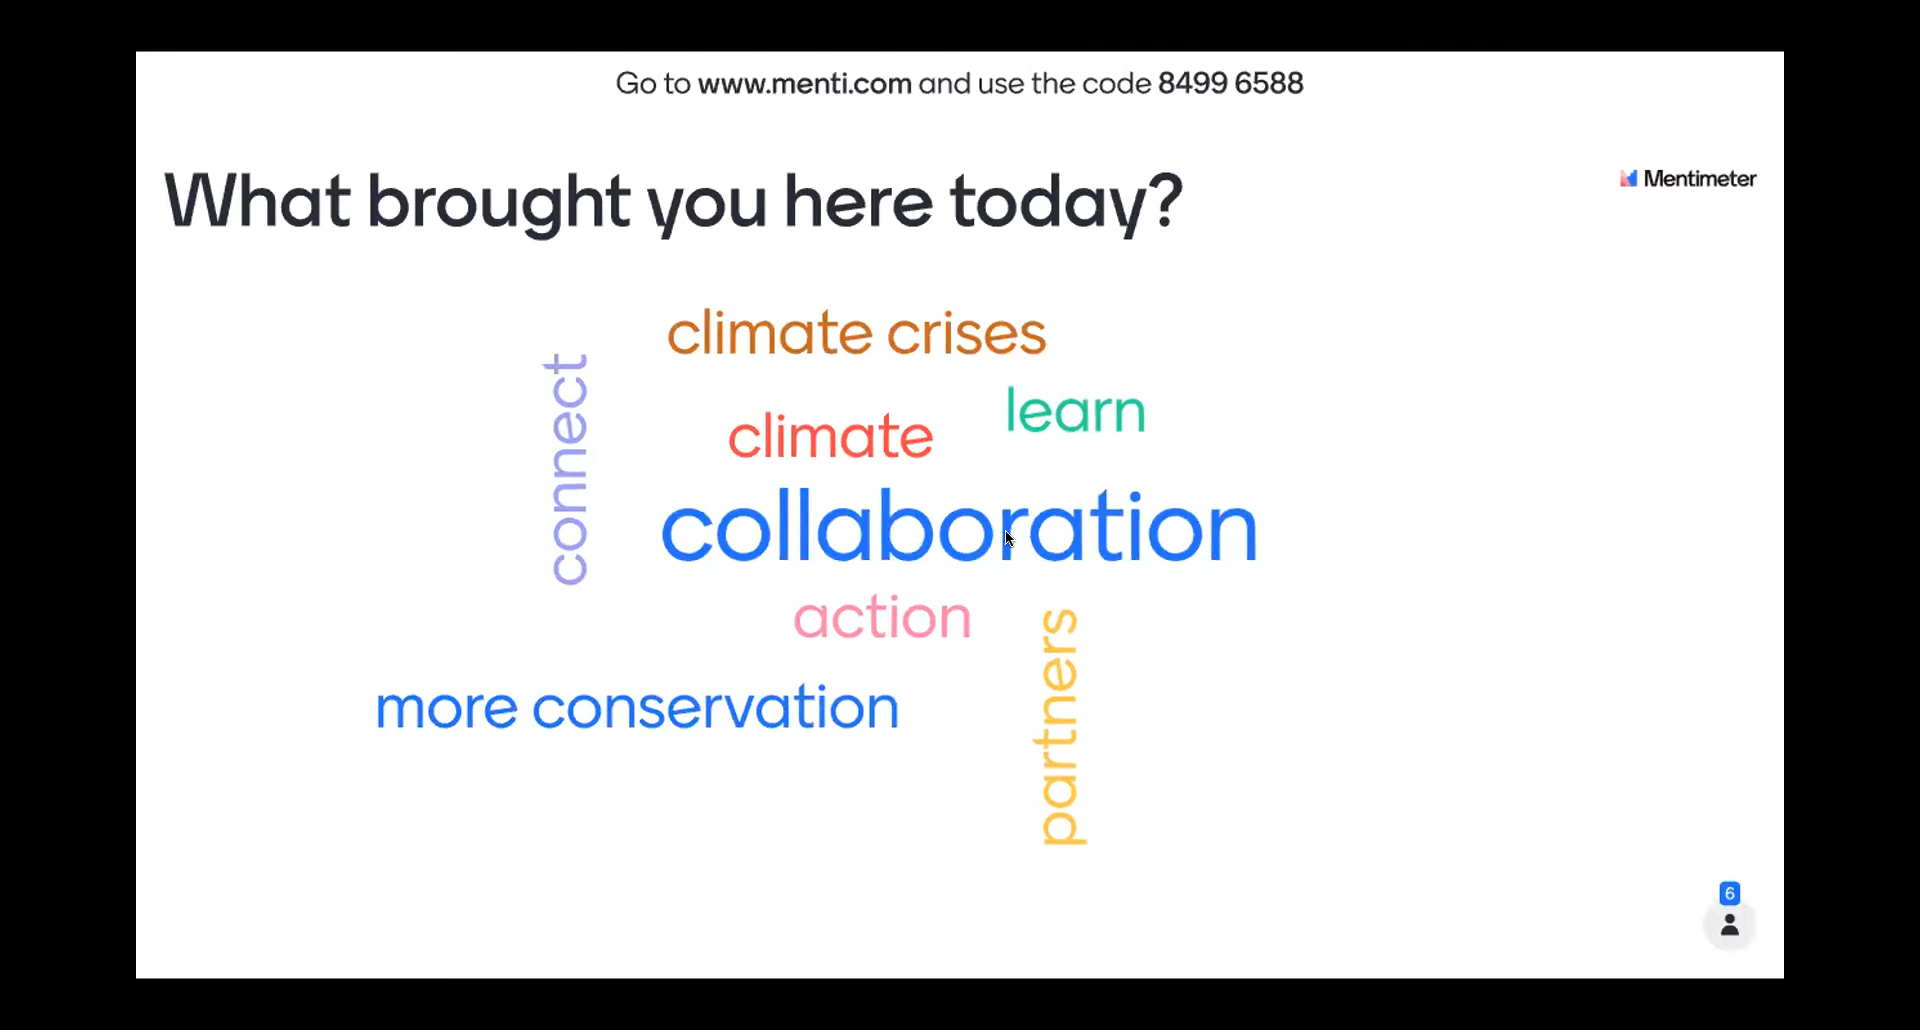 Go to www.menti.com and use the code 8499 6588
What brought you here today?
Mentimeter
climate crises
connect
learn
climate
collaboration
action
partners
more conservation
6